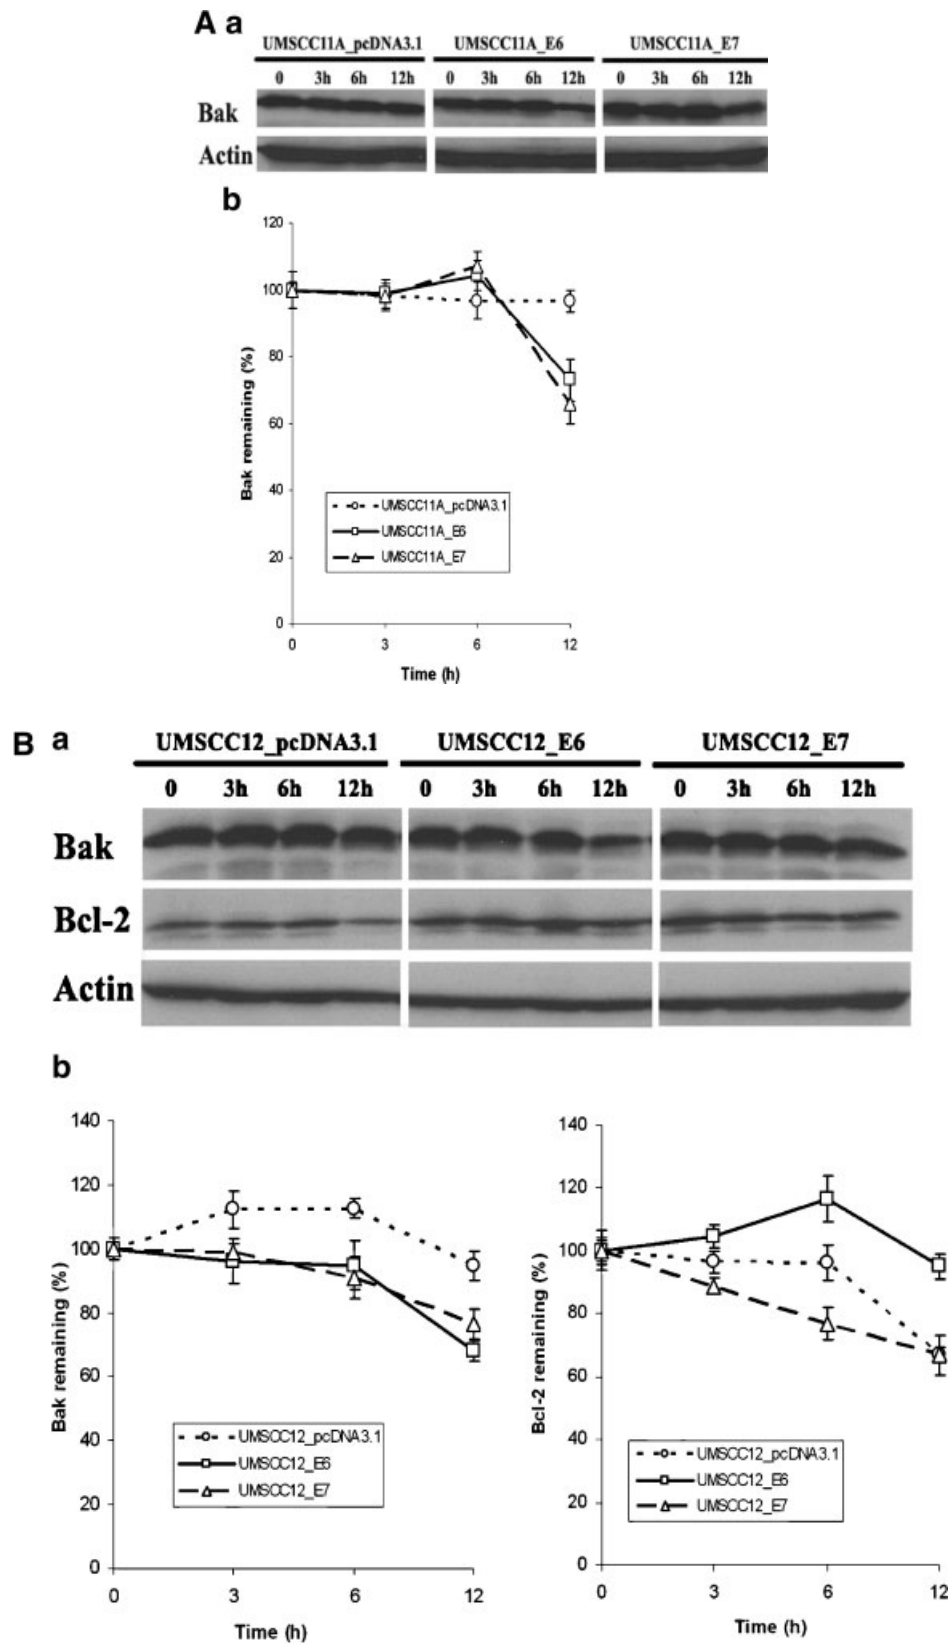 A a
UMSCC11A_pcDNA3.1 UMSCC11A_E6 UMSCC11A_E7
0 3h 6h 12h 0 3h 6h 12h 0 3h 6h 12h
Bak
Actin
b
120
100
80
60
40
20
0
Bak remaining (%)
UMSCC11A_pcDNA3.1
UMSCC11A_E6
UMSCC11A_E7
0 3 6 12
Time (h)
B a
UMSCC12_pcDNA3.1 UMSCC12_E6 UMSCC12_E7
0 3h 6h 12h 0 3h 6h 12h 0 3h 6h 12h
Bak
Bcl-2
Actin
b
140
120
100
80
60
40
20
0
Bak remaining (%)
UMSCC12_pcDNA3.1
UMSCC12_E6
UMSCC12_E7
0 3 6 12
Time (h)
140
120
100
80
60
40
20
0
Bcl-2 remaining (%)
UMSCC12_pcDNA3.1
UMSCC12_E6
UMSCC12_E7
0 3 6 12
Time (h)